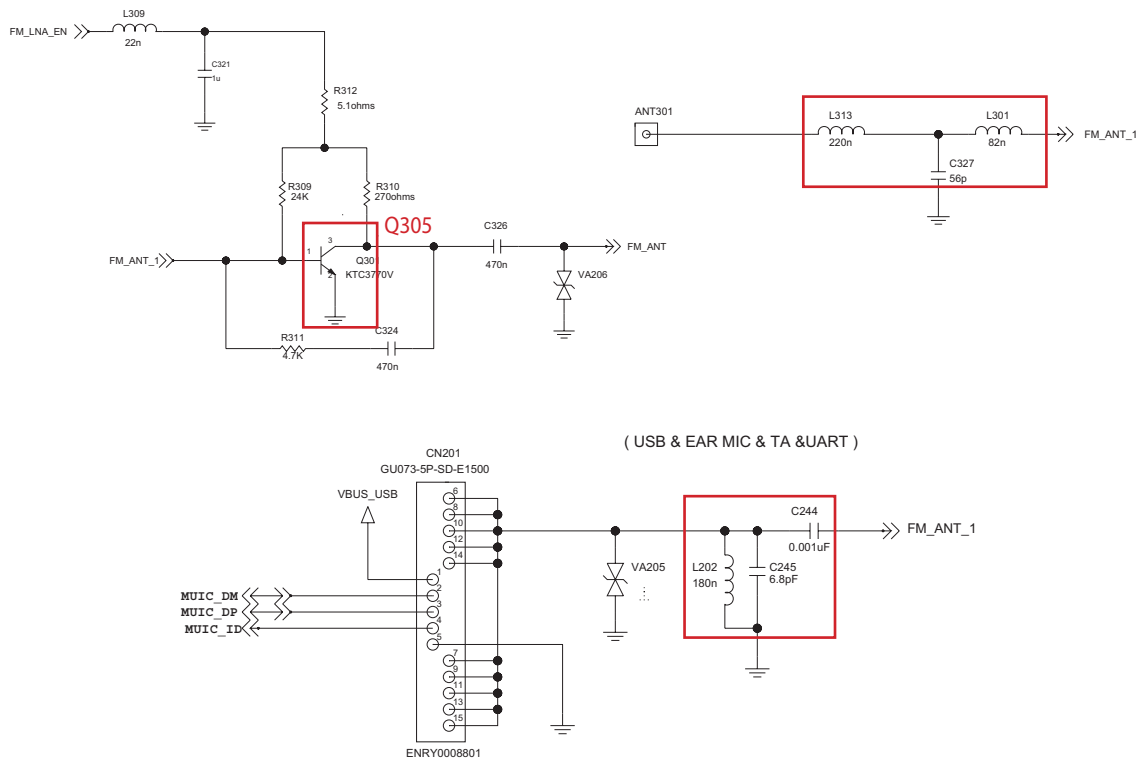 L309
FM_LNA_EN
22n
C321
1u
R312
5.1ohms
ANT301
L313
L301
220n
82n
FM_ANT_1
C327
56p
R309
24K
R310
270ohms
Q305
C326
FM_ANT
470n
VA206
FM_ANT_1
1
3
2
KTC3770V
R311
4.7K
C324
470n
( USB & EAR MIC & TA &UART )
CN201
GU073-5P-SD-E1500
VBUS_USB
6
8
10
12
14
1
2
3
4
5
7
9
11
13
15
MUIC_DM
MUIC_DP
MUIC_ID
ENRY0008801
VA205
L202
180n
C245
6.8pF
C244
0.001uF
FM_ANT_1